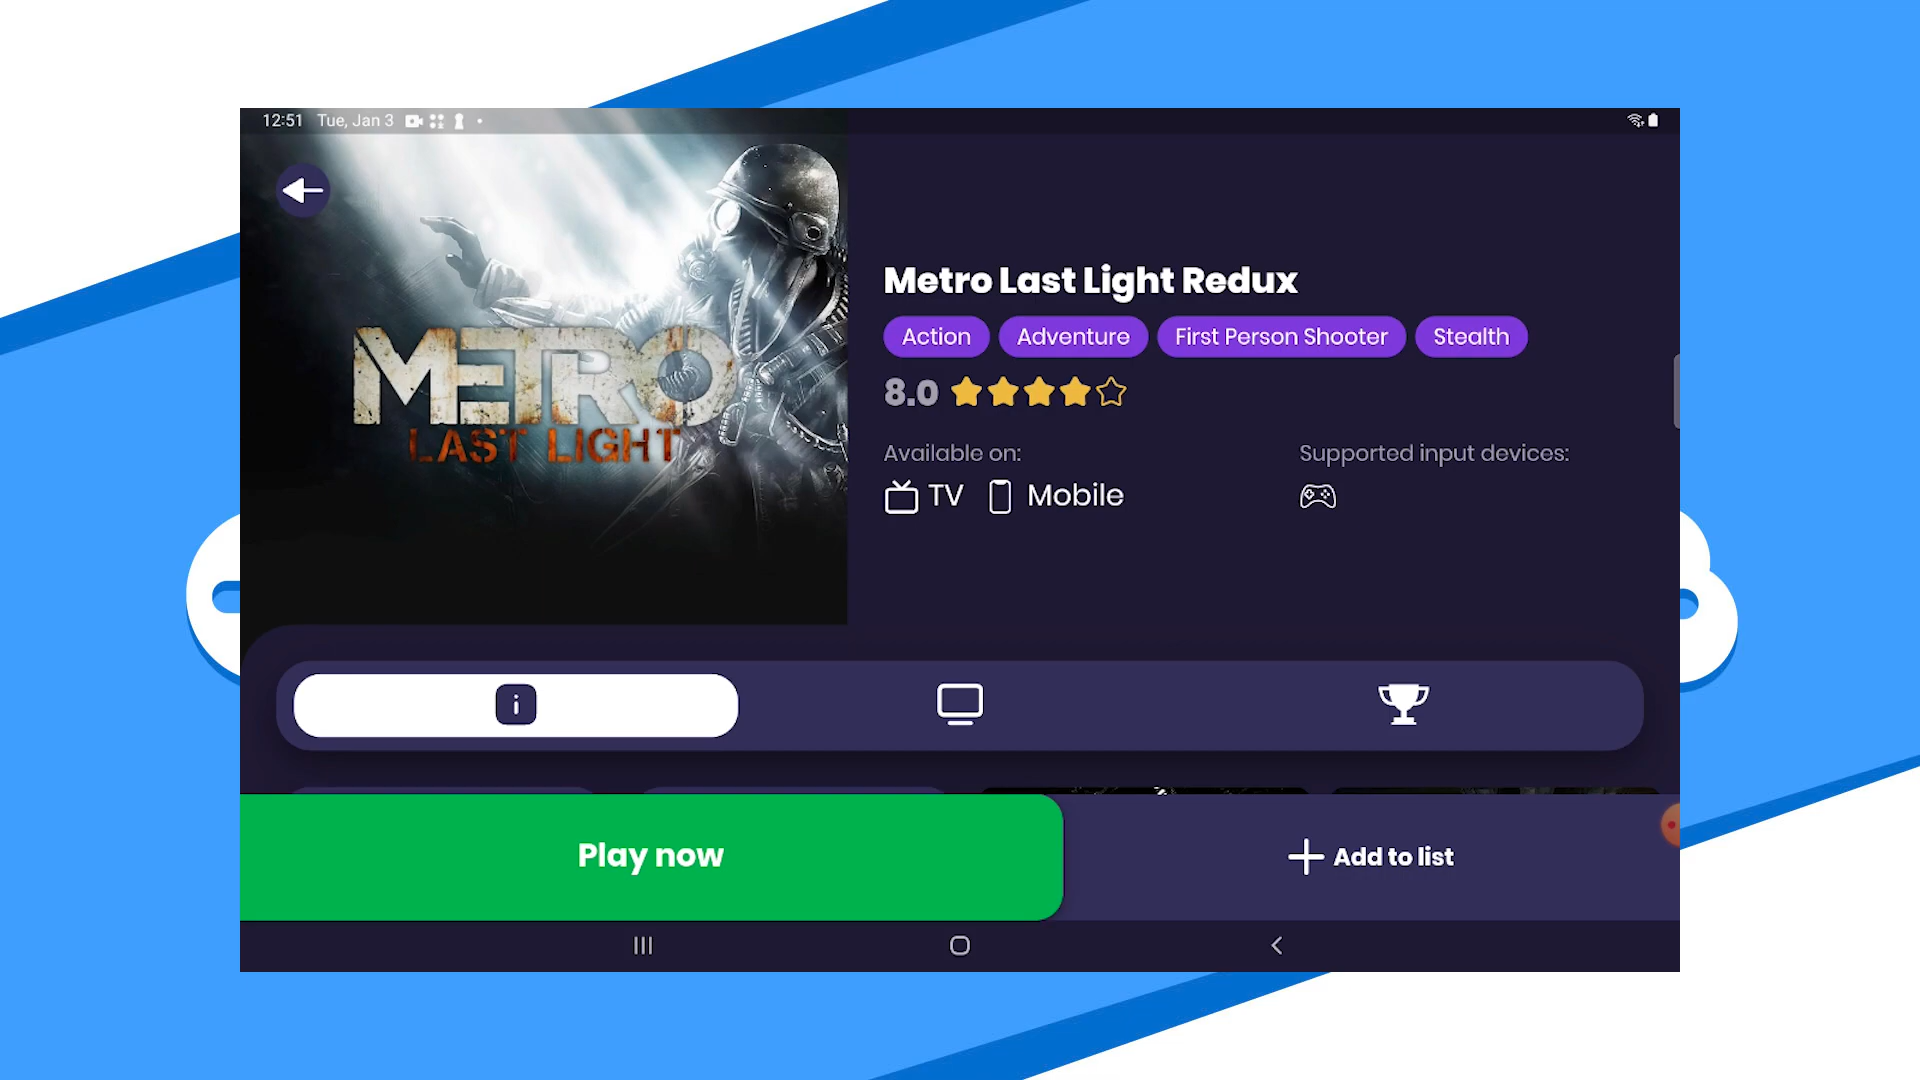 12:51 Tue, Jan 3
METRO
LAST LIGHT
Metro Last Light Redux
Action Adventure First Person Shooter Stealth
8.0
Available on: Supported input devices:
TV Mobile
Play now
Add to list